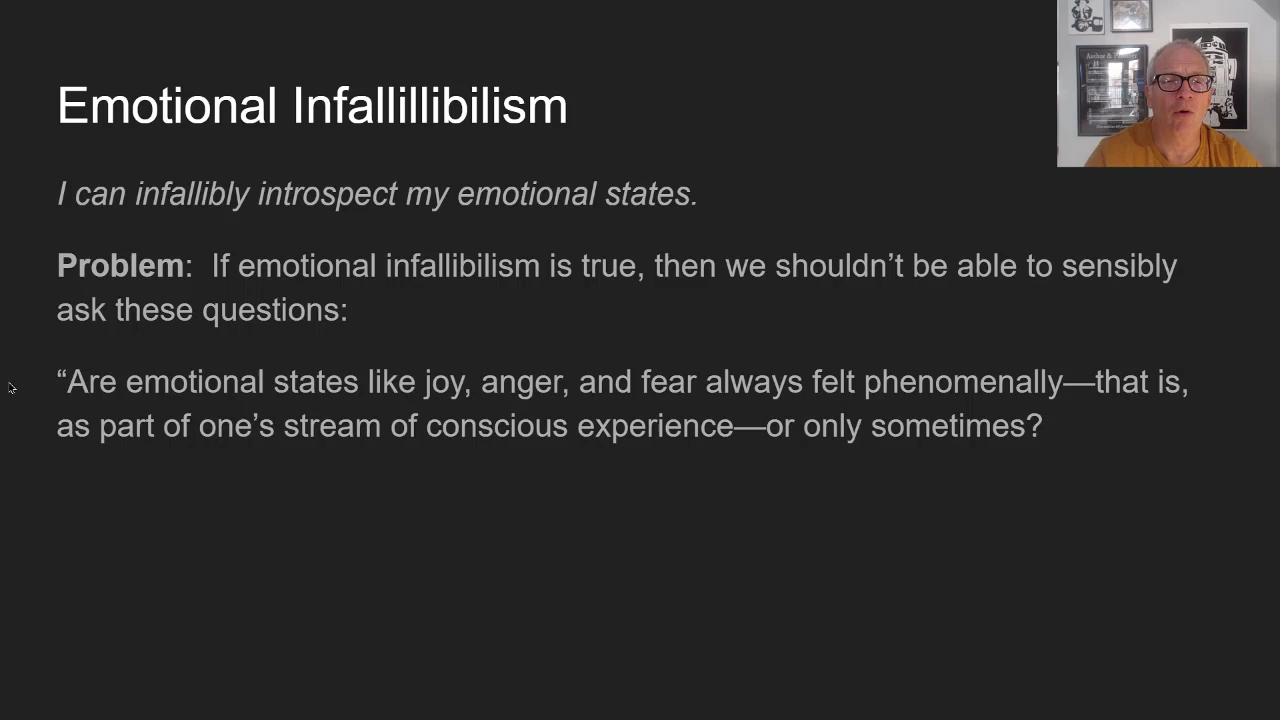 Emotional Infallillibilism
I can infallibly introspect my emotional states.
Problem:  If emotional infallibilism is true, then we shouldn’t be able to sensibly
ask these questions:
“Are emotional states like joy, anger, and fear always felt phenomenally—that is,
as part of one’s stream of conscious experience—or only sometimes?